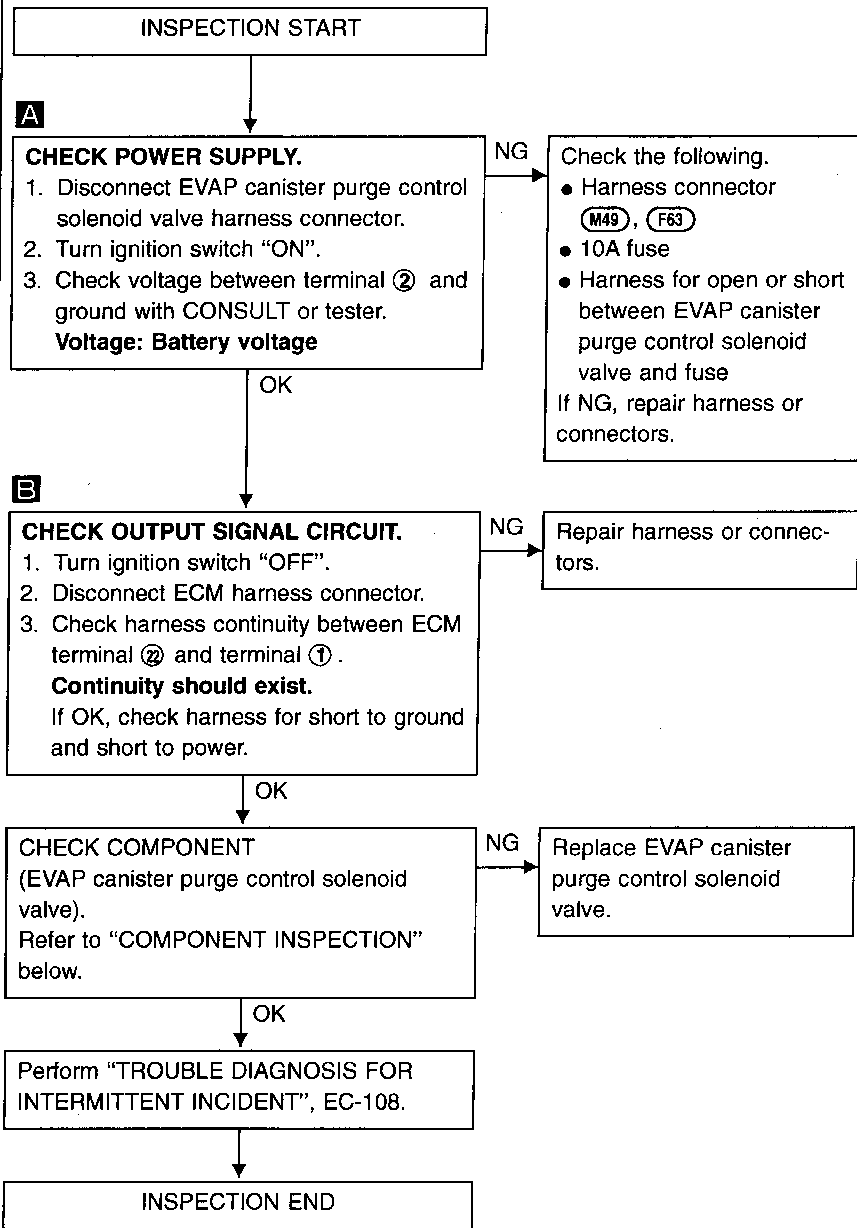 INSPECTION START
A
CHECK POWER SUPPLY.
1. Disconnect EVAP canister purge control
solenoid valve harness connector.
2. Turn ignition switch “ON”.
3. Check voltage between terminal ② and
ground with CONSULT or tester.
Voltage: Battery voltage
NG
Check the following.
● Harness connector
M49, F63
● 10A fuse
● Harness for open or short
between EVAP canister
purge control solenoid
valve and fuse
If NG, repair harness or
connectors.
OK
B
CHECK OUTPUT SIGNAL CIRCUIT.
1. Turn ignition switch “OFF”.
2. Disconnect ECM harness connector.
3. Check harness continuity between ECM
terminal ㉒ and terminal ①.
Continuity should exist.
If OK, check harness for short to ground
and short to power.
NG
Repair harness or connec-
tors.
OK
CHECK COMPONENT
(EVAP canister purge control solenoid
valve).
Refer to “COMPONENT INSPECTION”
below.
NG
Replace EVAP canister
purge control solenoid
valve.
OK
Perform “TROUBLE DIAGNOSIS FOR
INTERMITTENT INCIDENT”, EC-108.
INSPECTION END